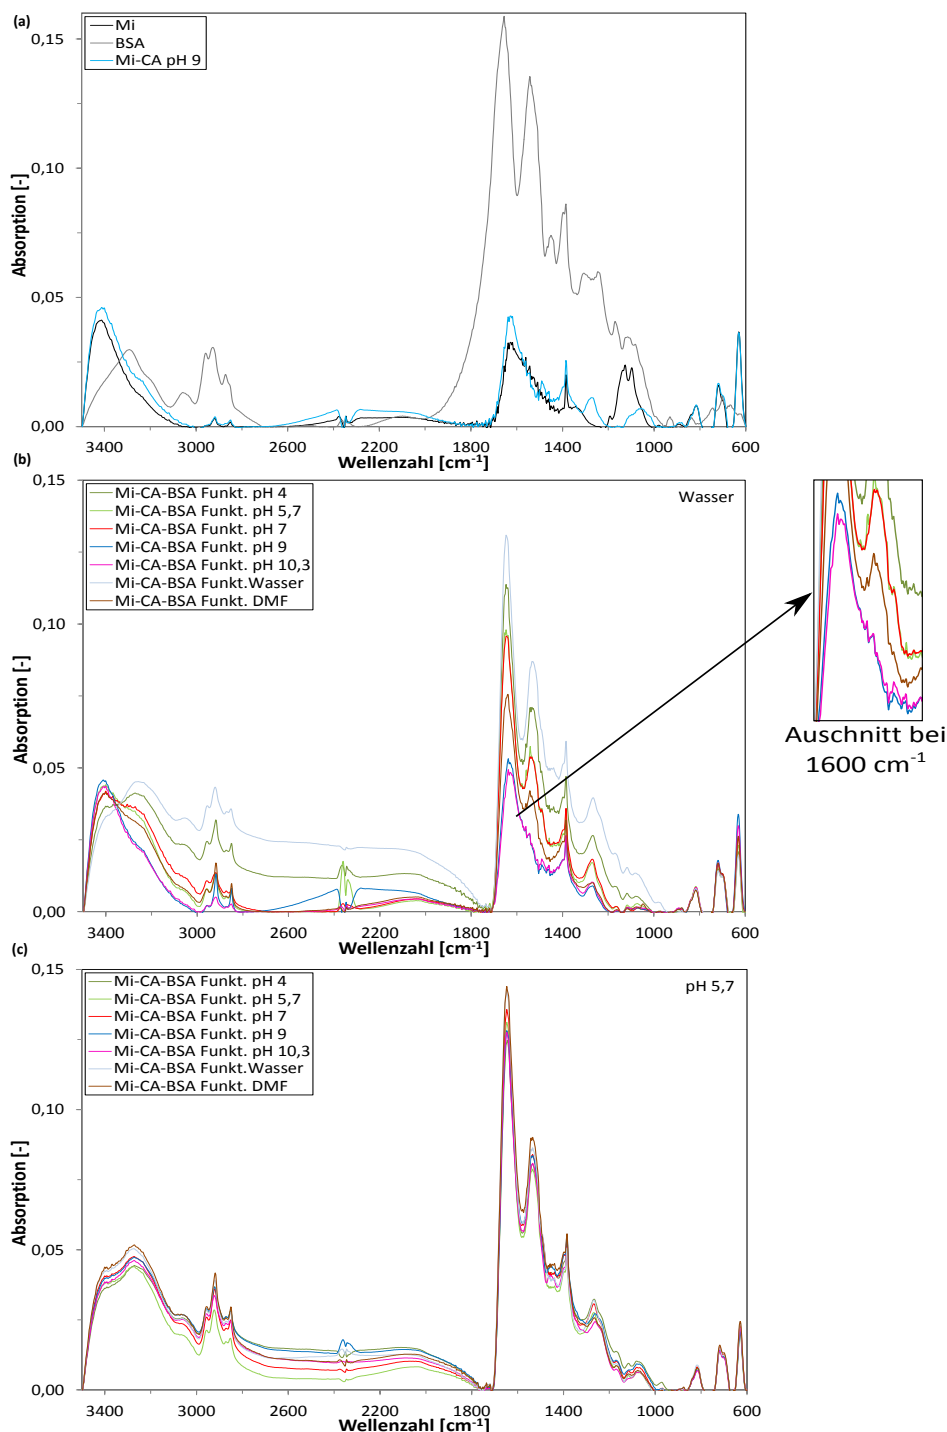 (a)
0,15
0,10
0,05
0,00
Absorption [-]
Mi
BSA
Mi-CA pH 9
3400 3000 2600 2200 1800 1400 1000 600
Wellenzahl [cm-1]
(b)
0,15
0,10
0,05
0,00
Absorption [-]
Mi-CA-BSA Funkt. pH 4
Mi-CA-BSA Funkt. pH 5,7
Mi-CA-BSA Funkt. pH 7
Mi-CA-BSA Funkt. pH 9
Mi-CA-BSA Funkt. pH 10,3
Mi-CA-BSA Funkt.Wasser
Mi-CA-BSA Funkt. DMF
Wasser
Auschnitt bei
1600 cm-1
3400 3000 2600 2200 1800 1400 1000 600
Wellenzahl [cm-1]
(c)
0,15
0,10
0,05
0,00
Absorption [-]
Mi-CA-BSA Funkt. pH 4
Mi-CA-BSA Funkt. pH 5,7
Mi-CA-BSA Funkt. pH 7
Mi-CA-BSA Funkt. pH 9
Mi-CA-BSA Funkt. pH 10,3
Mi-CA-BSA Funkt.Wasser
Mi-CA-BSA Funkt. DMF
pH 5,7
3400 3000 2600 2200 1800 1400 1000 600
Wellenzahl [cm-1]